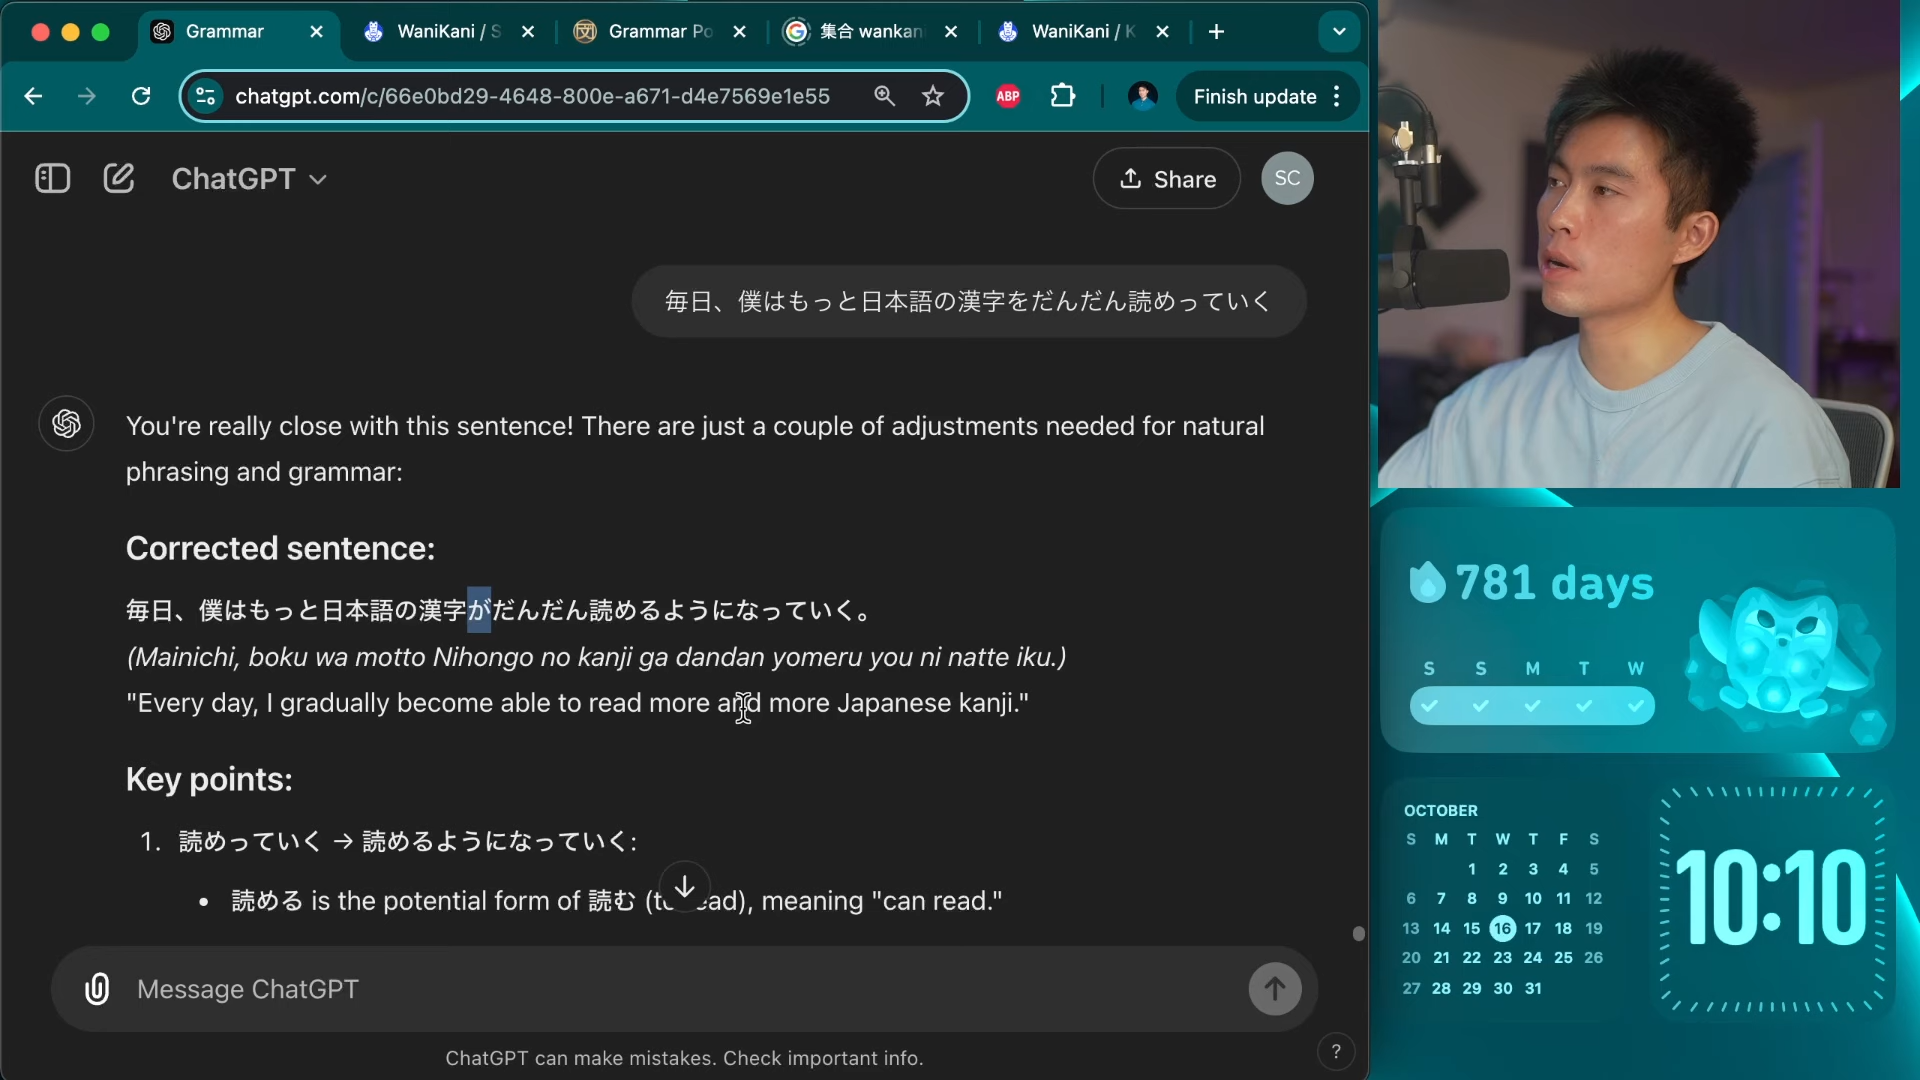 Grammar
WaniKani / S
Grammar Po
集合 wankan
WaniKani / K
chatgpt.com/c/66e0bd29-4648-800e-a671-d4e7569e1e55
ABP
Finish update
ChatGPT
Share
SC
毎日、僕はもっと日本語の漢字をだんだん読めっていく
You're really close with this sentence! There are just a couple of adjustments needed for natural
phrasing and grammar:
Corrected sentence:
毎日、僕はもっと日本語の漢字がだんだん読めるようになっていく。
(Mainichi, boku wa motto Nihongo no kanji ga dandan yomeru you ni natte iku.)
"Every day, I gradually become able to read more and more Japanese kanji."
Key points:
1. 読めっていく → 読めるようになっていく:
• 読める is the potential form of 読む (to read), meaning "can read."
Message ChatGPT
ChatGPT can make mistakes. Check important info.
?
781 days
S S M T W
OCTOBER
S M T W T F S
1 2 3 4 5
6 7 8 9 10 11 12
13 14 15 16 17 18 19
20 21 22 23 24 25 26
27 28 29 30 31
10:10